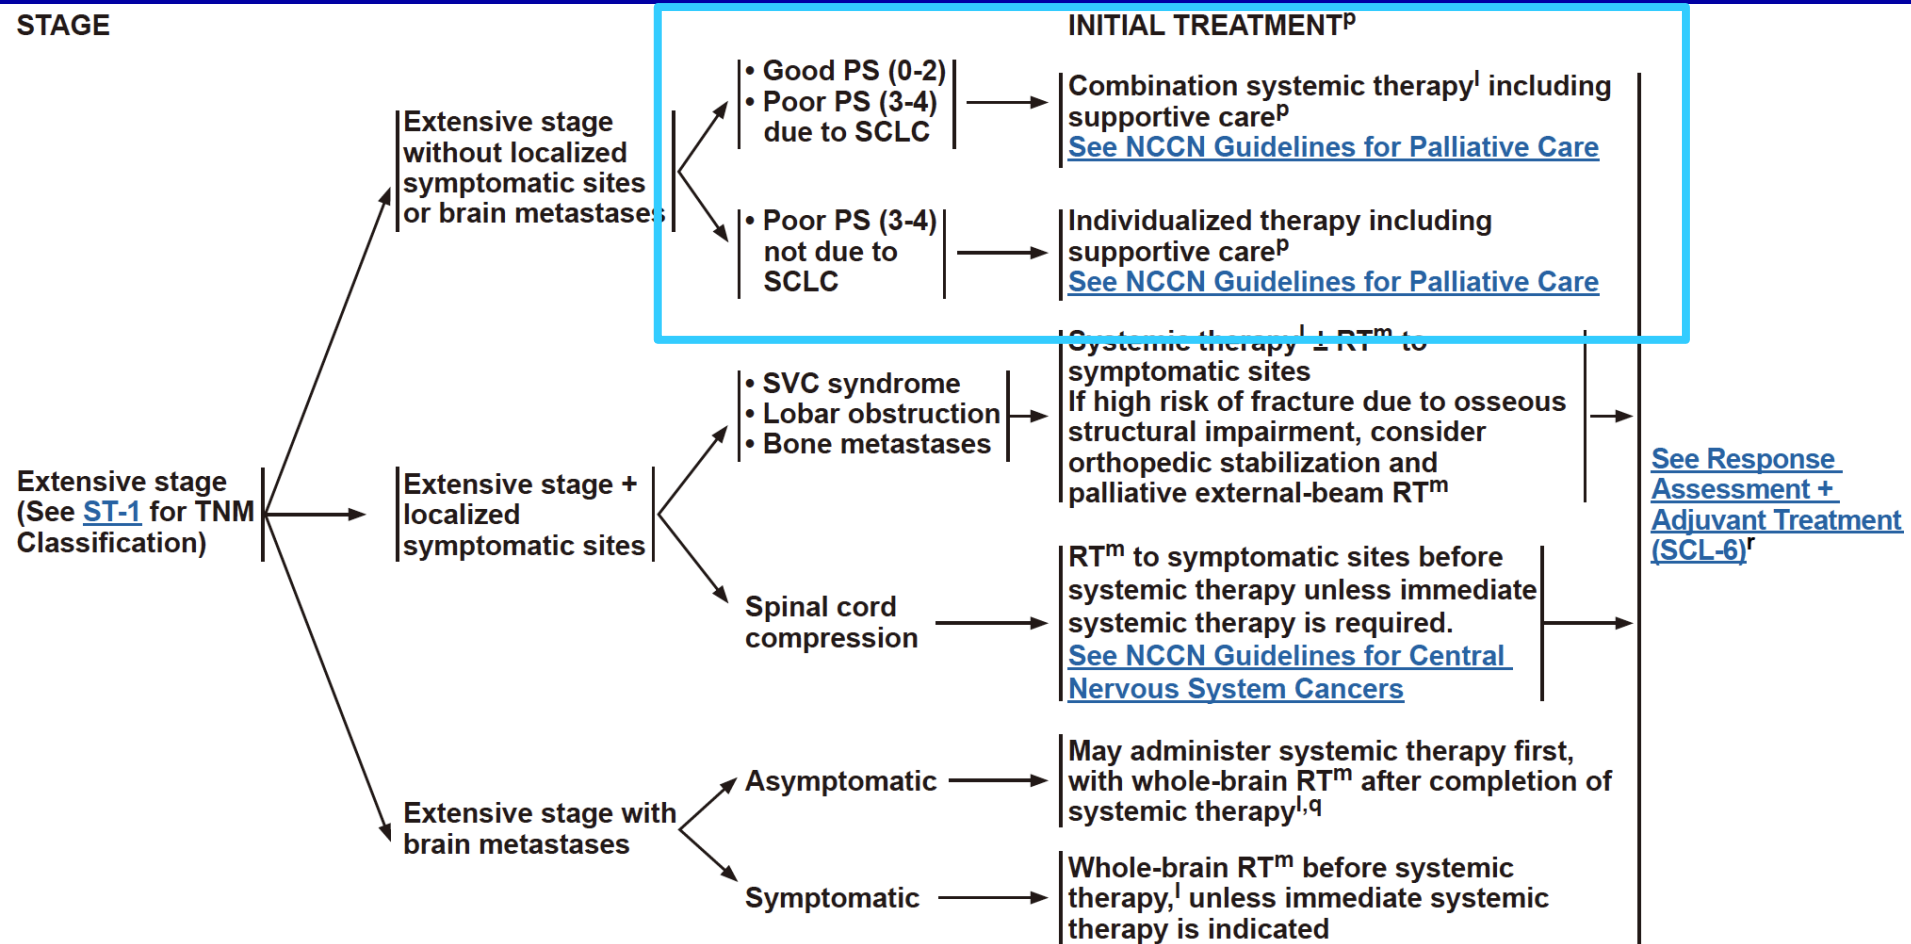 STAGE
INITIAL TREATMENTᵖ
Extensive stage
(See ST-1 for TNM
Classification)
Extensive stage
without localized
symptomatic sites
or brain metastases
• Good PS (0-2)
• Poor PS (3-4)
due to SCLC
Combination systemic therapyˡ including
supportive careᵖ
See NCCN Guidelines for Palliative Care
• Poor PS (3-4)
not due to
SCLC
Individualized therapy including
supportive careᵖ
See NCCN Guidelines for Palliative Care
Extensive stage +
localized
symptomatic sites
• SVC syndrome
• Lobar obstruction
• Bone metastases
Systemic therapyˡ ± RTᵐ to
symptomatic sites
If high risk of fracture due to osseous
structural impairment, consider
orthopedic stabilization and
palliative external-beam RTᵐ
Spinal cord
compression
RTᵐ to symptomatic sites before
systemic therapy unless immediate
systemic therapy is required.
See NCCN Guidelines for Central
Nervous System Cancers
Extensive stage with
brain metastases
Asymptomatic
May administer systemic therapy first,
with whole-brain RTᵐ after completion of
systemic therapyˡ,q
Symptomatic
Whole-brain RTᵐ before systemic
therapy,ˡ unless immediate systemic
therapy is indicated
See Response
Assessment +
Adjuvant Treatment
(SCL-6)ʳ